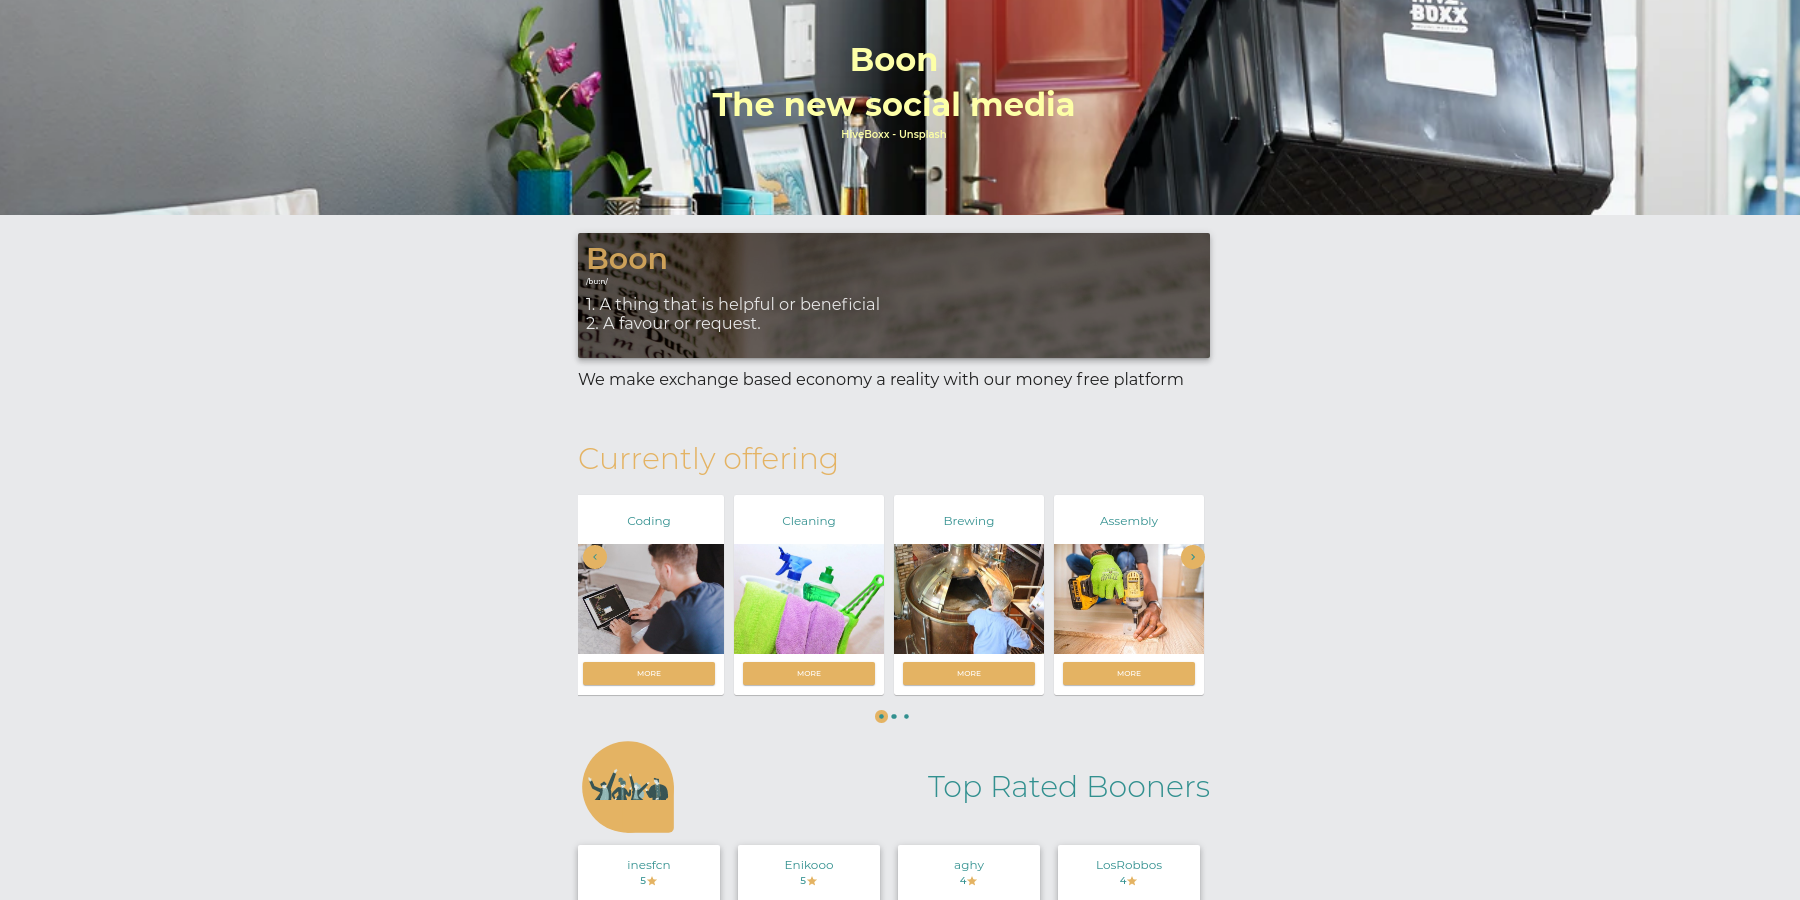 BOXX
Boon
The new social media
HiveBoxx - Unsplash
Boon
/buːn/
1. A thing that is helpful or beneficial
2. A favour or request.
We make exchange based economy a reality with our money free platform
Currently offering
Coding
Cleaning
Brewing
Assembly
MORE
MORE
MORE
MORE
Top Rated Booners
inesfcn
Enikooo
aghy
LosRobbos
5
5
4
4